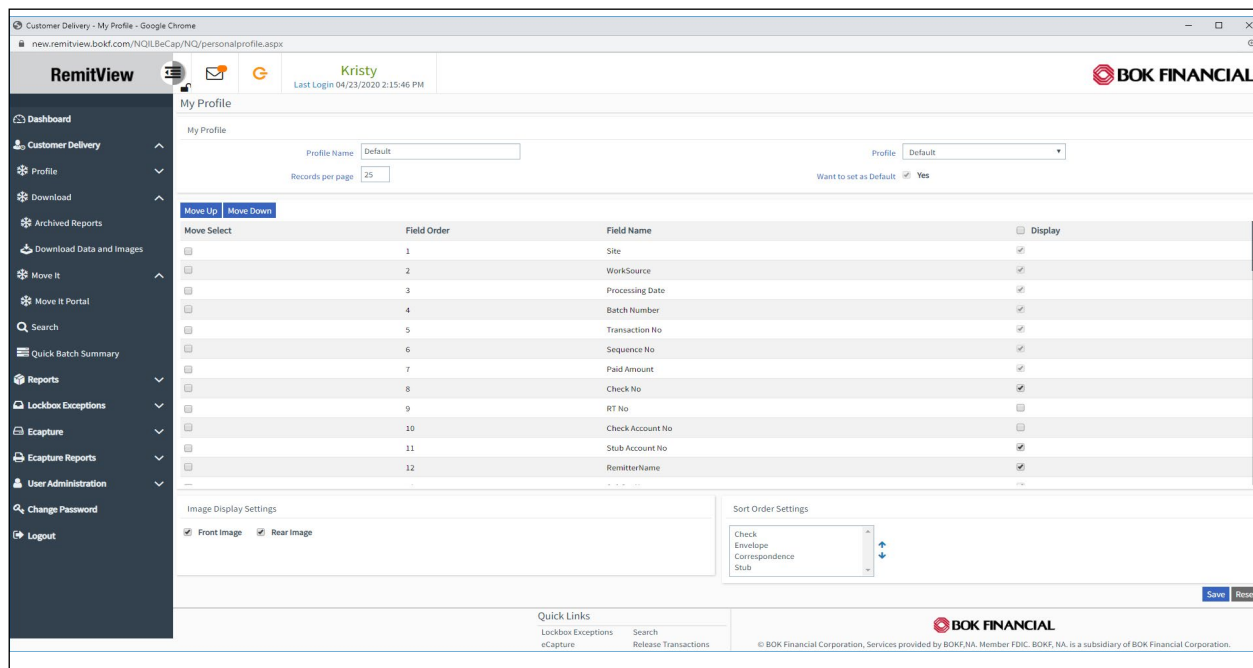 Customer Delivery - My Profile - Google Chrome
new.remitview.bokf.com/NQILBeCap/NQ/personalprofile.aspx
RemitView
Kristy
Last Login 04/23/2020 2:15:46 PM
BOK FINANCIAL
Dashboard
Customer Delivery
Profile
Download
Archived Reports
Download Data and Images
Move It
Move It Portal
Search
Quick Batch Summary
Reports
Lockbox Exceptions
Ecapture
Ecapture Reports
User Administration
Change Password
Logout
My Profile
My Profile
Profile Name Default Profile Default
Records per page 25 Want to set as Default Yes
Move Up Move Down
Move Select Field Order Field Name Display
1 Site
2 WorkSource
3 Processing Date
4 Batch Number
5 Transaction No
6 Sequence No
7 Paid Amount
8 Check No
9 RT No
10 Check Account No
11 Stub Account No
12 RemitterName
Image Display Settings
Front Image Rear Image
Sort Order Settings
Check
Envelope
Correspondence
Stub
Save Rese
Quick Links
Lockbox Exceptions Search
eCapture Release Transactions
BOK FINANCIAL
© BOK Financial Corporation, Services provided by BOKF,NA. Member FDIC. BOKF, NA. is a subsidiary of BOK Financial Corporation.